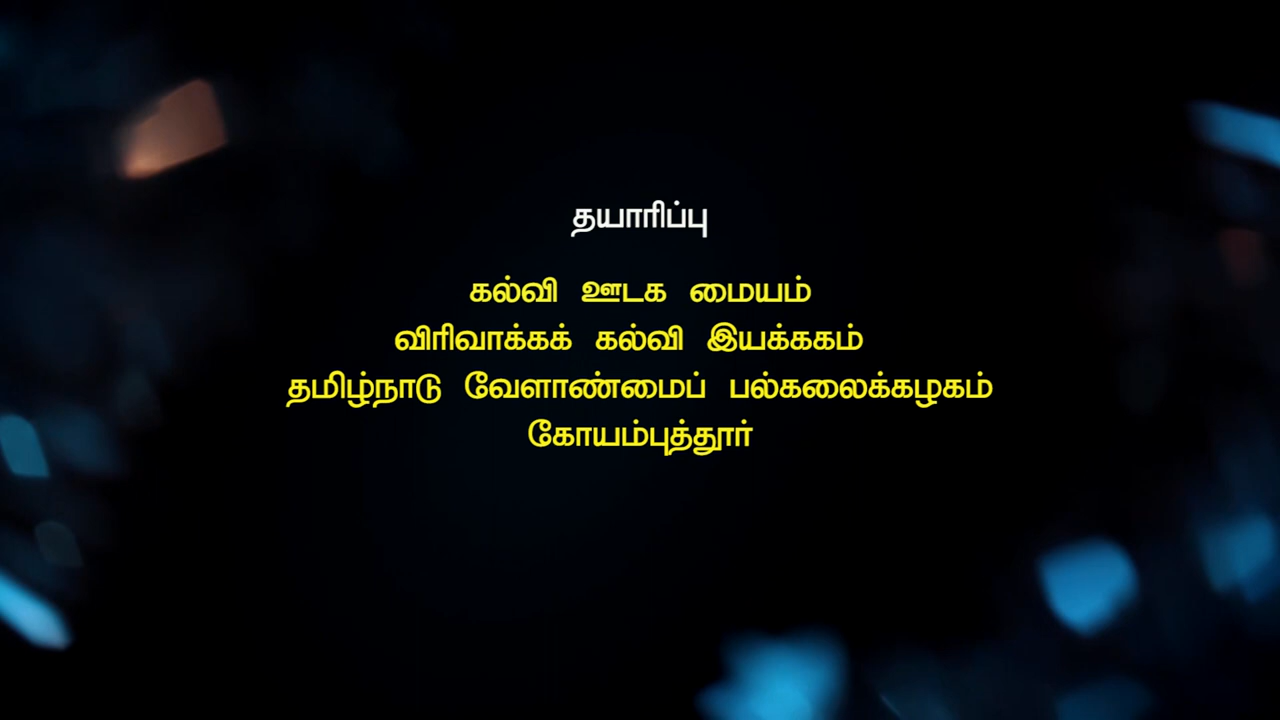 தயாரிப்பு
கல்வி ஊடக மையம்
விரிவாக்கக் கல்வி இயக்ககம்
தமிழ்நாடு வேளாண்மைப் பல்கலைக்கழகம்
கோயம்புத்தூர்